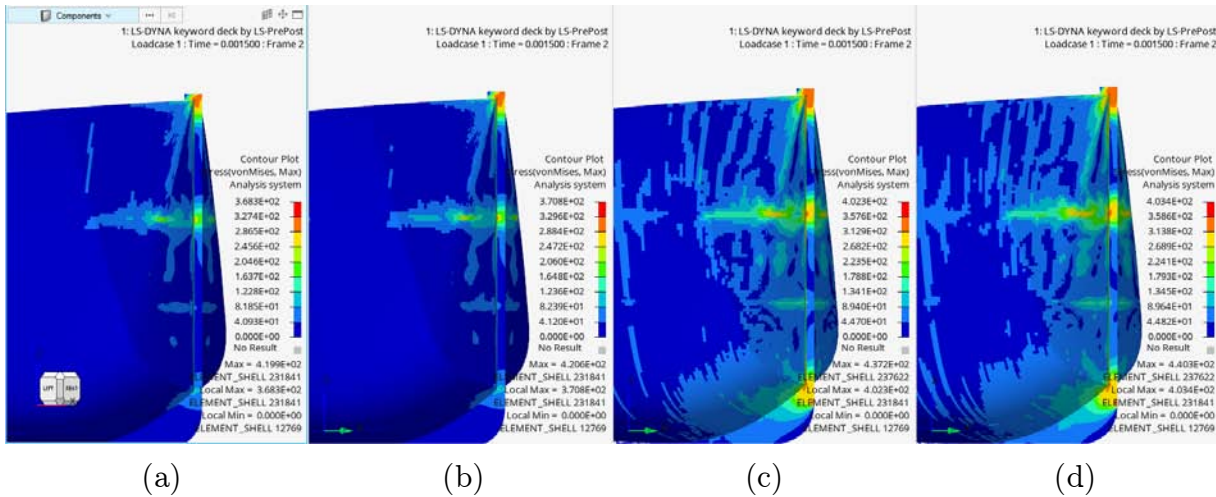 Components
1: LS-DYNA keyword deck by LS-PrePost
Loadcase 1 : Time = 0.001500 : Frame 2
Contour Plot
ress(vonMises, Max)
Analysis system
3.683E+02
3.274E+02
2.865E+02
2.456E+02
2.046E+02
1.637E+02
1.228E+02
8.185E+01
4.093E+01
0.000E+00
No Result
Max = 4.199E+02
ELEMENT_SHELL 231841
Local Max = 3.683E+02
ELEMENT_SHELL 231841
Local Min = 0.000E+00
ELEMENT_SHELL 12769
LEFT
(a)
1: LS-DYNA keyword deck by LS-PrePost
Loadcase 1 : Time = 0.001500 : Frame 2
Contour Plot
ress(vonMises, Max)
Analysis system
3.708E+02
3.296E+02
2.884E+02
2.472E+02
2.060E+02
1.648E+02
1.236E+02
8.239E+01
4.120E+01
0.000E+00
No Result
Max = 4.206E+02
ELEMENT_SHELL 231841
Local Max = 3.708E+02
ELEMENT_SHELL 231841
Local Min = 0.000E+00
ELEMENT_SHELL 12769
(b)
1: LS-DYNA keyword deck by LS-PrePost
Loadcase 1 : Time = 0.001500 : Frame 2
Contour Plot
ress(vonMises, Max)
Analysis system
4.023E+02
3.576E+02
3.129E+02
2.682E+02
2.235E+02
1.788E+02
1.341E+02
8.940E+01
4.470E+01
0.000E+00
No Result
Max = 4.372E+02
ELEMENT_SHELL 237622
Local Max = 4.023E+02
ELEMENT_SHELL 231841
Local Min = 0.000E+00
ELEMENT_SHELL 12769
(c)
1: LS-DYNA keyword deck by LS-PrePost
Loadcase 1 : Time = 0.001500 : Frame 2
Contour Plot
ress(vonMises, Max)
Analysis system
4.034E+02
3.586E+02
3.138E+02
2.689E+02
2.241E+02
1.793E+02
1.345E+02
8.964E+01
4.482E+01
0.000E+00
No Result
Max = 4.403E+02
ELEMENT_SHELL 237622
Local Max = 4.034E+02
ELEMENT_SHELL 231841
Local Min = 0.000E+00
ELEMENT_SHELL 12769
(d)